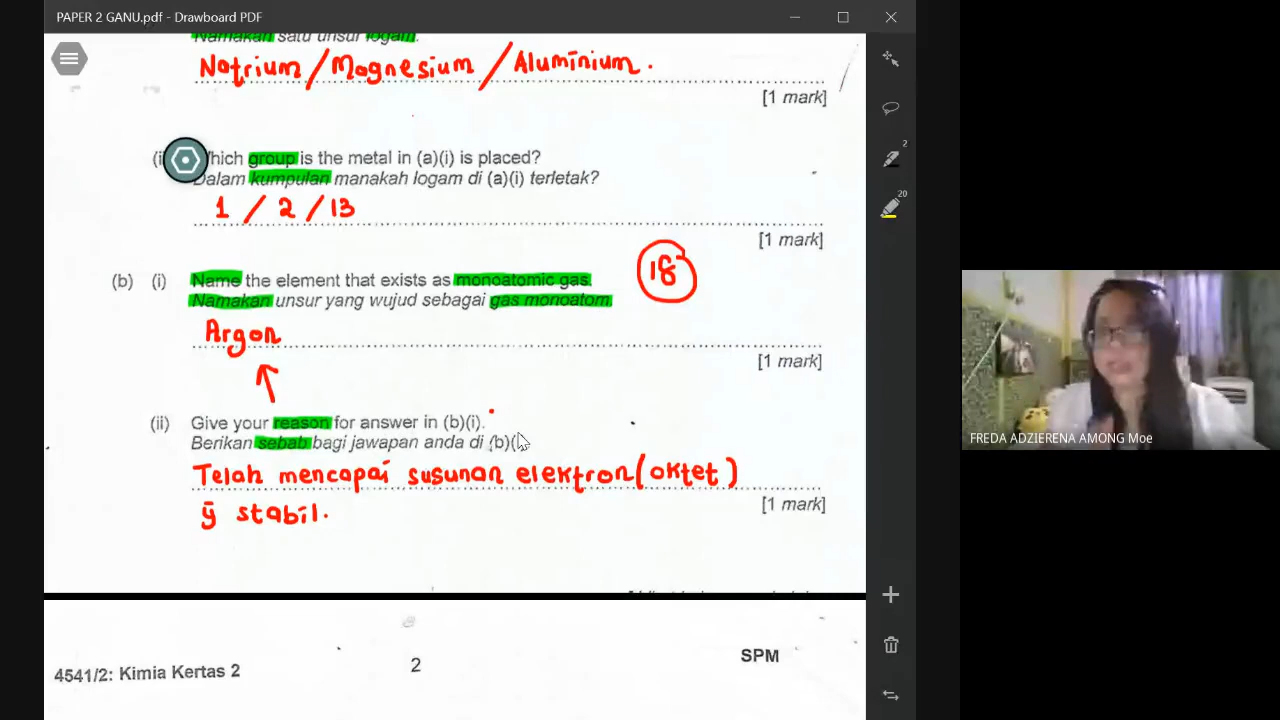 PAPER 2 GANU.pdf - Drawboard PDF
Namakan satu unsur logam.
Natrium / Magnesium / Aluminium.
[1 mark]
2
20
Which group is the metal in (a)(i) is placed?
Dalam kumpulan manakah logam di (a)(i) terletak?
1 / 2 / 13
[1 mark]
(b) (i) Name the element that exists as monoatomic gas.
18
Namakan unsur yang wujud sebagai gas monoatom
Argon
[1 mark]
(ii) Give your reason for answer in (b)(i).
Berikan sebab bagi jawapan anda di (b)(
Telah mencapai susunan elektron (oktet)
[1 mark]
ȳ stabil.
FREDA ADZIERENA AMONG Moe
4541/2: Kimia Kertas 2
2
SPM